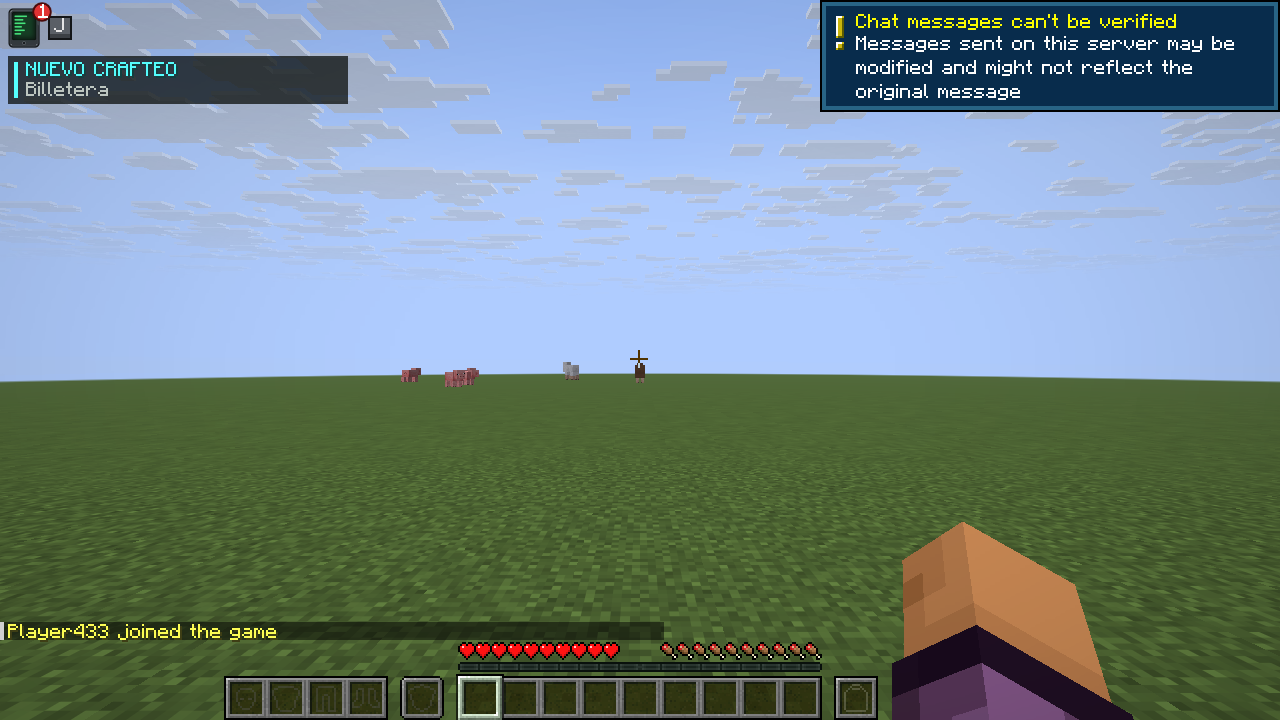 1
J
NUEVO CRAFTEO
Billetera
Chat messages can't be verified
Messages sent on this server may be
modified and might not reflect the
original message
Player433 joined the game